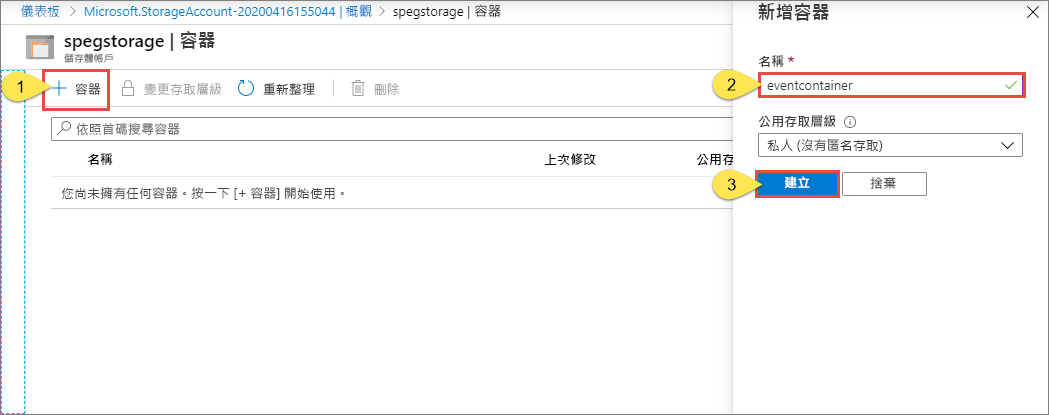 儀表板 > Microsoft.StorageAccount-20200416155044 | 概觀 > spegstorage | 容器
spegstorage | 容器
儲存體帳戶
1
+ 容器
變更存取層級
重新整理
刪除
依照首碼搜尋容器
名稱
上次修改
公用存
您尚未擁有任何容器。按一下 [+ 容器] 開始使用。
新增容器
名稱 *
2
eventcontainer
公用存取層級
私人 (沒有匿名存取)
3
建立
捨棄